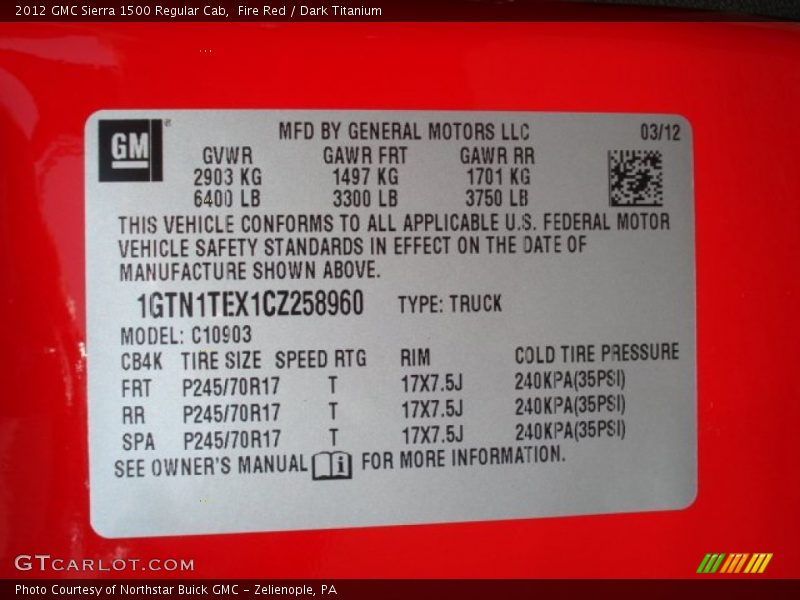 2012 GMC Sierra 1500 Regular Cab,  Fire Red / Dark Titanium
GM ®
MFD BY GENERAL MOTORS LLC 03/12
GVWR GAWR FRT GAWR RR
2903 KG 1497 KG 1701 KG
6400 LB 3300 LB 3750 LB
THIS VEHICLE CONFORMS TO ALL APPLICABLE U.S. FEDERAL MOTOR
VEHICLE SAFETY STANDARDS IN EFFECT ON THE DATE OF
MANUFACTURE SHOWN ABOVE.
1GTN1TEX1CZ258960 TYPE: TRUCK
MODEL: C10903
CB4K TIRE SIZE SPEED RTG RIM COLD TIRE PRESSURE
FRT P245/70R17 T 17X7.5J 240KPA(35PSI)
RR P245/70R17 T 17X7.5J 240KPA(35PSI)
SPA P245/70R17 T 17X7.5J 240KPA(35PSI)
SEE OWNER'S MANUAL i FOR MORE INFORMATION.
GTCARLOT.COM
Photo Courtesy of Northstar Buick GMC - Zelienople, PA